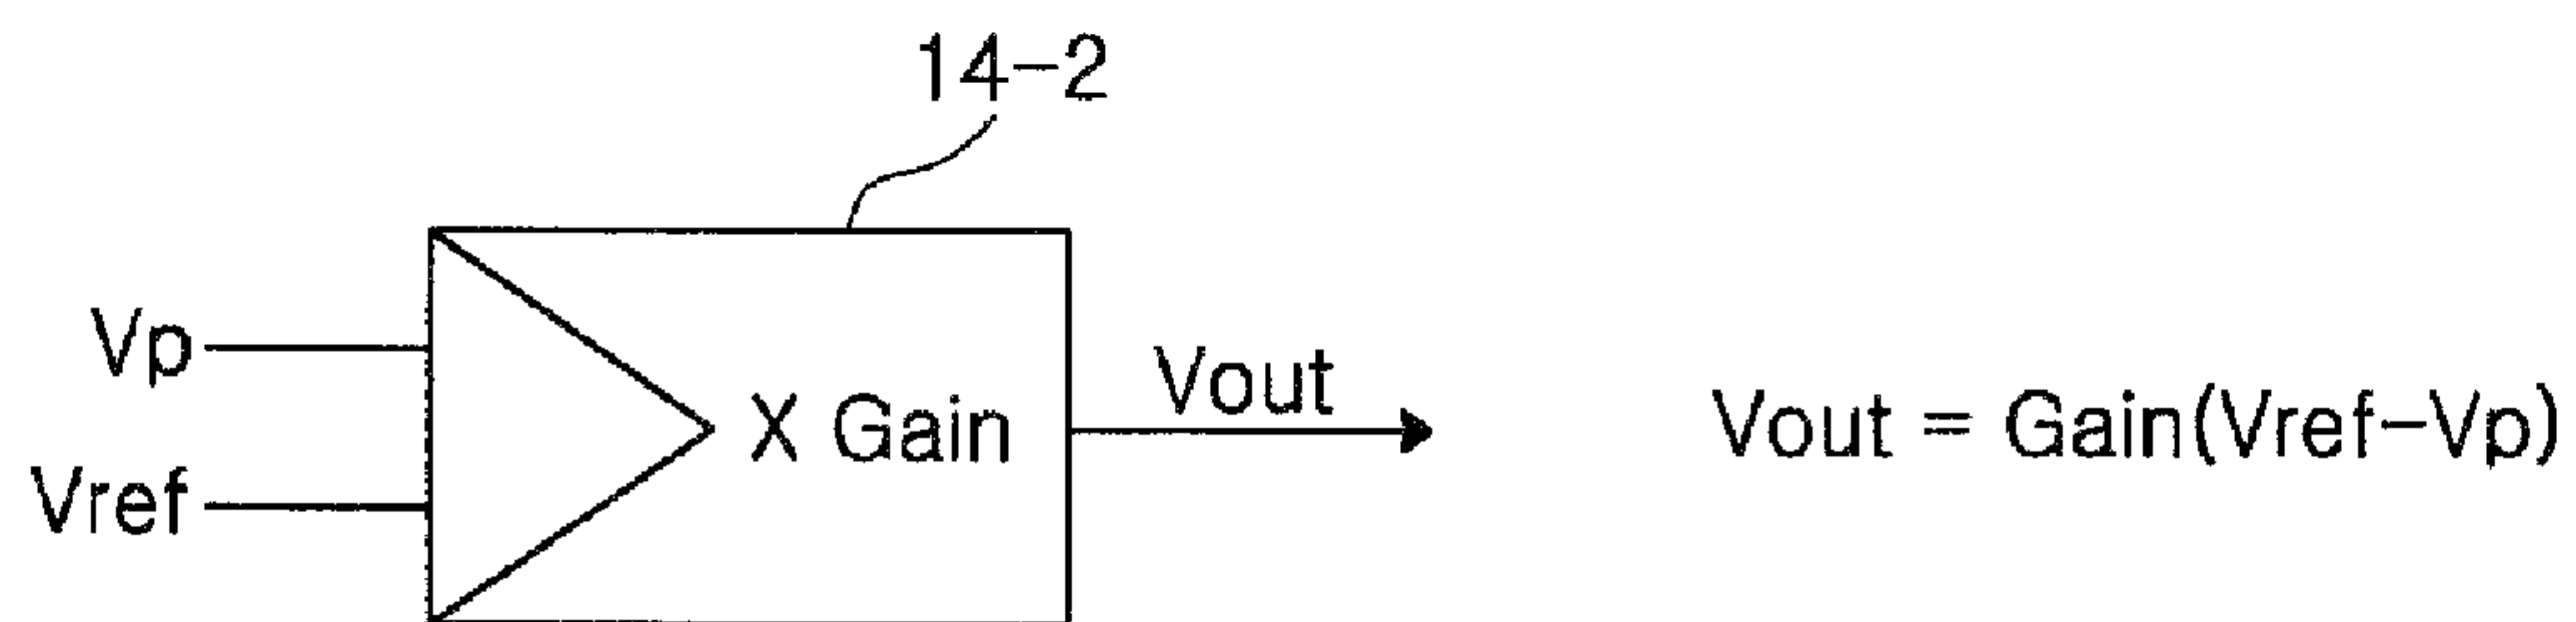 14-2
Vp
Vref
X Gain
Vout
Vout = Gain(Vref-Vp)